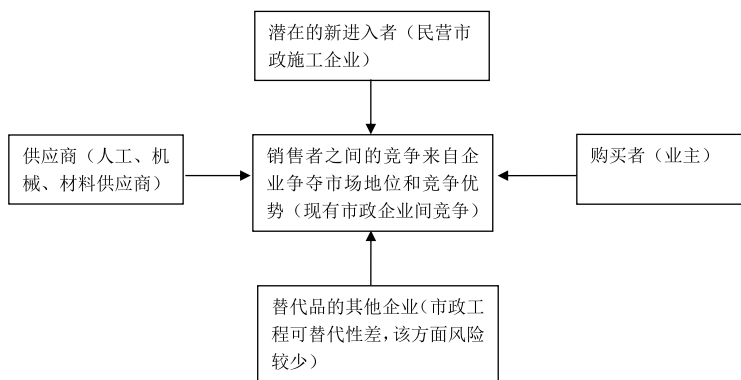 潜在的新进入者（民营市
政施工企业）
供应商（人工、机
械、材料供应商）
销售者之间的竞争来自企
业争夺市场地位和竞争优
势（现有市政企业间竞争）
购买者（业主）
替代品的其他企业（市政工
程可替代性差，该方面风险
较少）